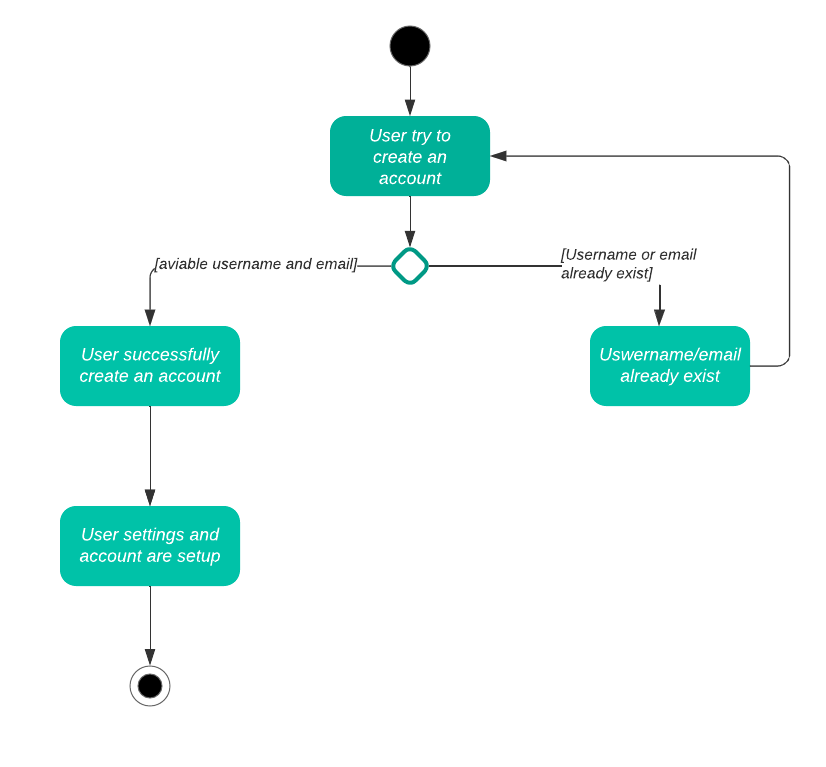 User try to
create an
account
[aviable username and email]
[Username or email
already exist]
User successfully
create an account
Uswername/email
already exist
User settings and
account are setup